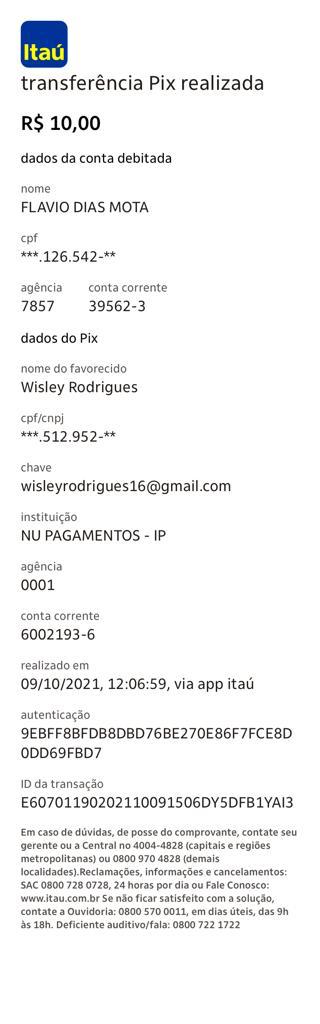 Itaú
transferência Pix realizada
R$ 10,00
dados da conta debitada
nome
FLAVIO DIAS MOTA
cpf
***.126.542-**
agência conta corrente
7857 39562-3
dados do Pix
nome do favorecido
Wisley Rodrigues
cpf/cnpj
***.512.952-**
chave
wisleyrodrigues16@gmail.com
instituição
NU PAGAMENTOS - IP
agência
0001
conta corrente
6002193-6
realizado em
09/10/2021, 12:06:59, via app itaú
autenticação
9EBFF8BFDB8DBD76BE270E86F7FCE8D
0DD69FBD7
ID da transação
E60701190202110091506DY5DFB1YAI3
Em caso de dúvidas, de posse do comprovante, contate seu
gerente ou a Central no 4004-4828 (capitais e regiões
metropolitanas) ou 0800 970 4828 (demais
localidades).Reclamações, informações e cancelamentos:
SAC 0800 728 0728, 24 horas por dia ou Fale Conosco:
www.itau.com.br Se não ficar satisfeito com a solução,
contate a Ouvidoria: 0800 570 0011, em dias úteis, das 9h
às 18h. Deficiente auditivo/fala: 0800 722 1722